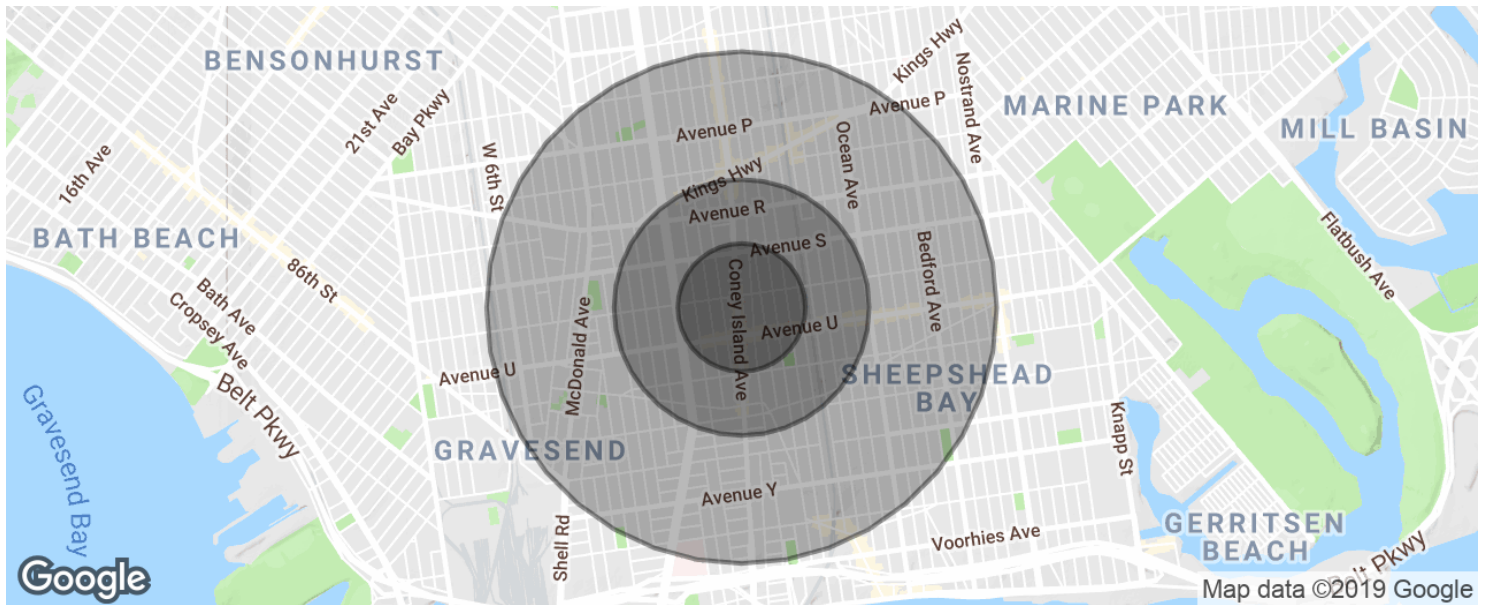 BENSONHURST
Kings Hwy
Nostrand Ave
Avenue P
MARINE PARK
MILL BASIN
21st Ave
Bay Pkwy
Avenue P
Ocean Ave
16th Ave
W 6th St
Kings Hwy
Avenue R
BATH BEACH
Avenue S
Bedford Ave
Flatbush Ave
86th St
Bath Ave
Cropsey Ave
McDonald Ave
Coney Island Ave
Avenue U
Avenue U
SHEEPSHEAD
BAY
Belt Pkwy
Gravesend Bay
GRAVESEND
Knapp St
Avenue Y
Shell Rd
Voorhies Ave
GERRITSEN
BEACH
Belt Pkwy
Google
Map data ©2019 Google